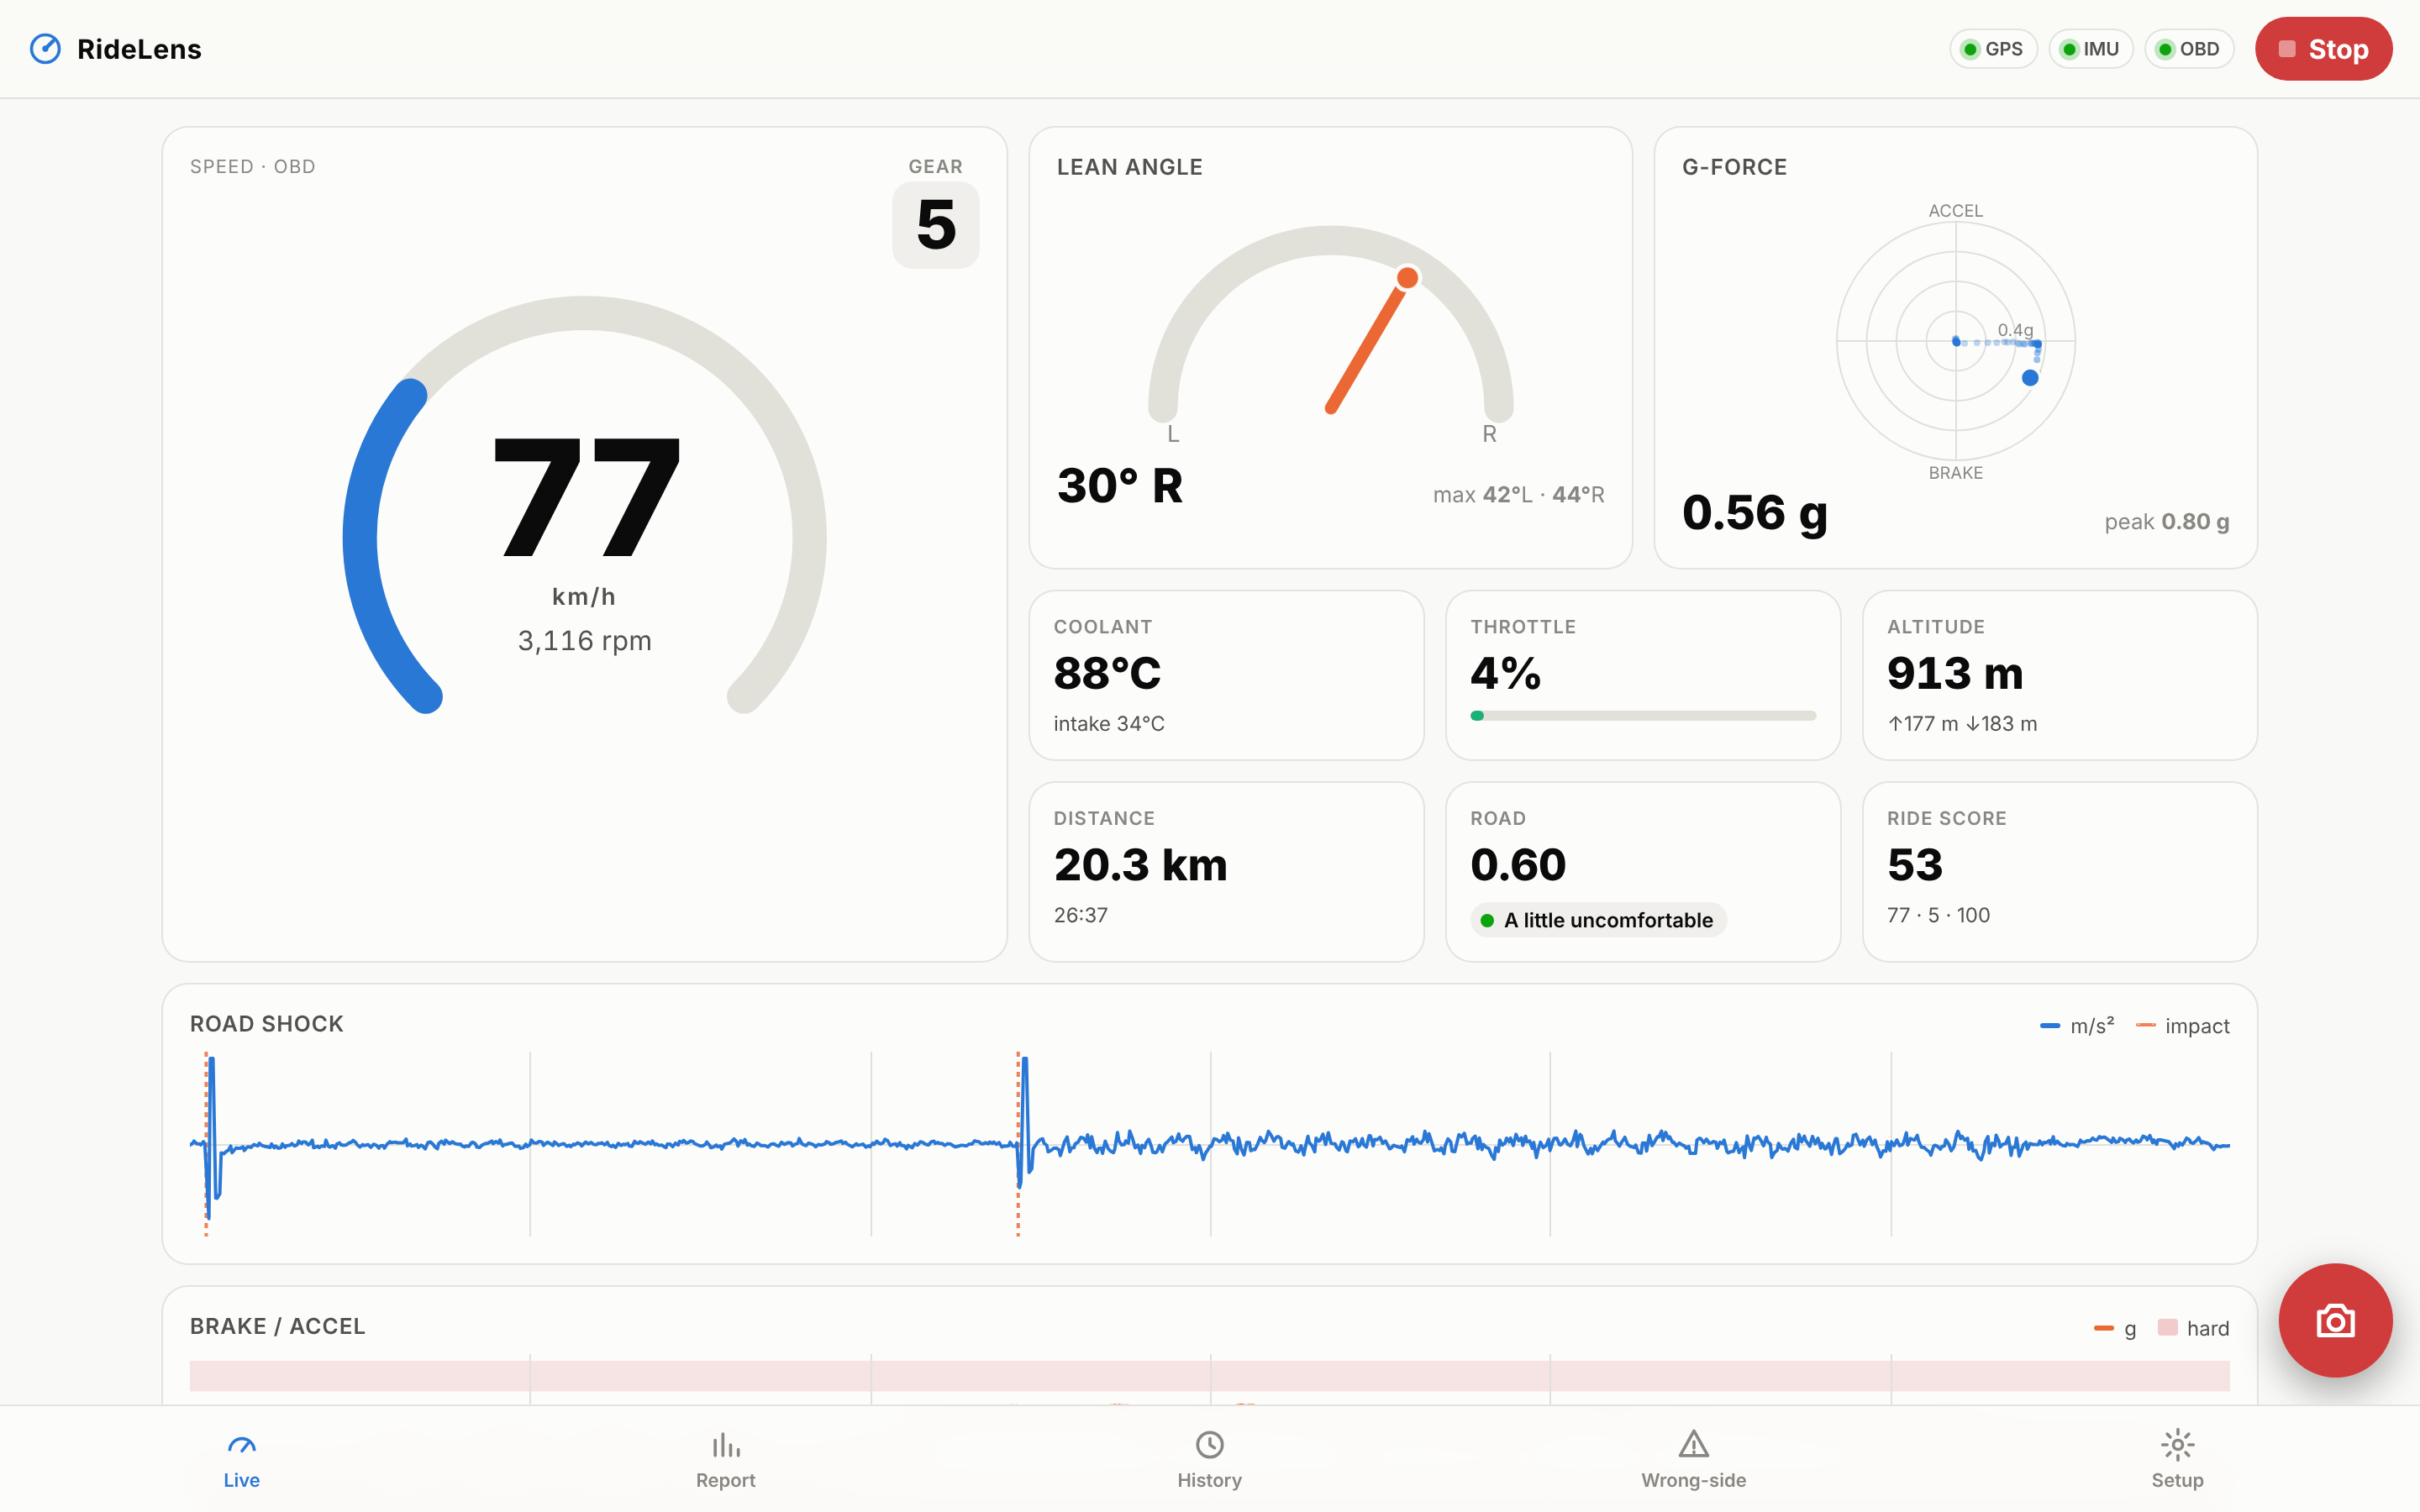 RideLens
GPS
IMU
OBD
Stop
SPEED · OBD
GEAR
5
77
km/h
3,116 rpm
LEAN ANGLE
L
R
30° R
max 42°L · 44°R
G-FORCE
ACCEL
0.4g
BRAKE
0.56 g
peak 0.80 g
COOLANT
88°C
intake 34°C
THROTTLE
4%
ALTITUDE
913 m
↑177 m ↓183 m
DISTANCE
20.3 km
26:37
ROAD
0.60
A little uncomfortable
RIDE SCORE
53
77 · 5 · 100
ROAD SHOCK
m/s²
impact
BRAKE / ACCEL
g
hard
Live
Report
History
Wrong-side
Setup